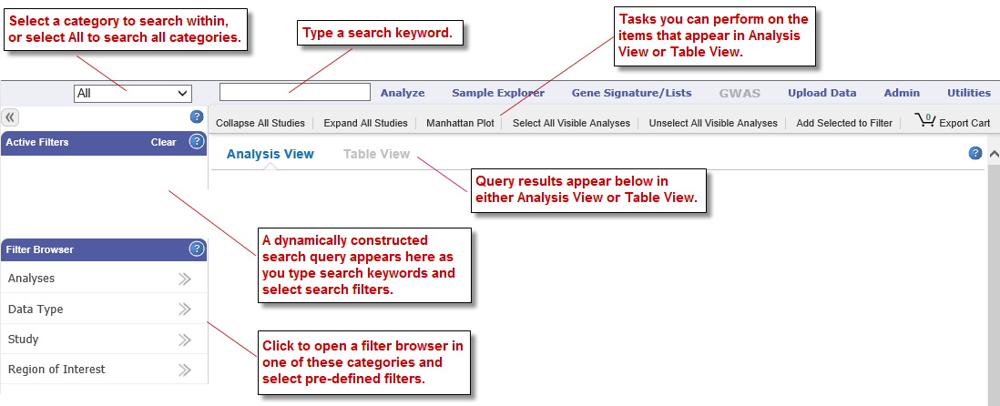 Select a category to search within,
or select All to search all categories.
Type a search keyword.
Tasks you can perform on the
items that appear in Analysis
View or Table View.
All
Analyze Sample Explorer Gene Signature/Lists GWAS Upload Data Admin Utilities
? Collapse All Studies Expand All Studies Manhattan Plot Select All Visible Analyses Unselect All Visible Analyses Add Selected to Filter 0 Export Cart
Active Filters Clear ?
Analysis View Table View ?
Query results appear below in
either Analysis View or Table View.
A dynamically constructed
search query appears here as
you type search keywords and
select search filters.
Filter Browser ?
Analyses
Data Type
Study
Region of Interest
Click to open a filter browser in
one of these categories and
select pre-defined filters.